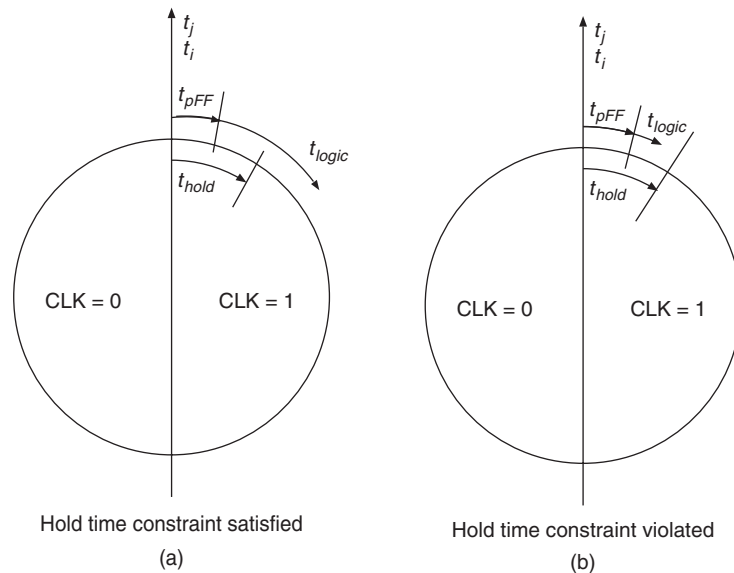 t_j
t_i
t_pFF
t_logic
t_hold
CLK = 0
CLK = 1
Hold time constraint satisfied
(a)
t_j
t_i
t_pFF
t_logic
t_hold
CLK = 0
CLK = 1
Hold time constraint violated
(b)